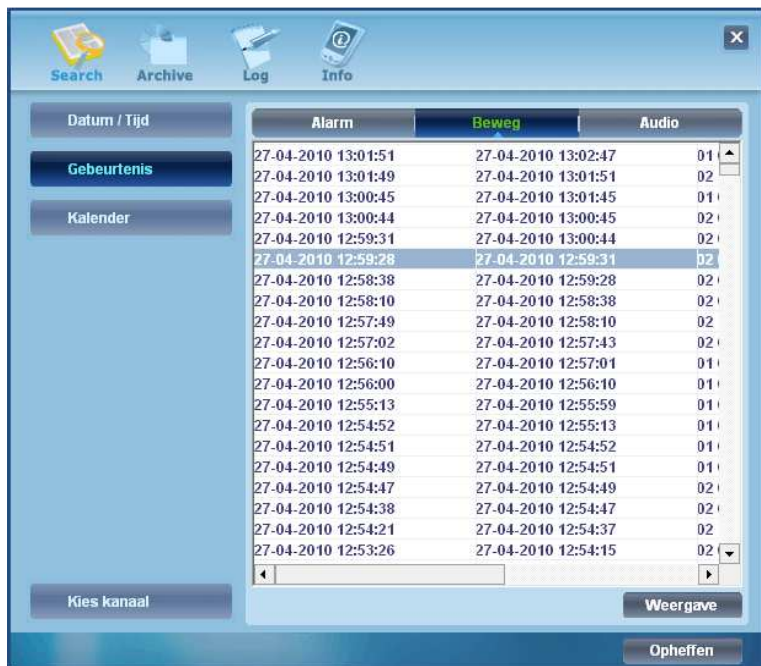 Search Archive Log Info
Datum / Tijd
Gebeurtenis
Kalender
Kies kanaal
Alarm Beweg Audio
27-04-2010 13:01:51 27-04-2010 13:02:47 01
27-04-2010 13:01:49 27-04-2010 13:01:51 02
27-04-2010 13:00:45 27-04-2010 13:01:45 01
27-04-2010 13:00:44 27-04-2010 13:00:45 02
27-04-2010 12:59:31 27-04-2010 13:00:44 02
27-04-2010 12:59:28 27-04-2010 12:59:31 02
27-04-2010 12:58:38 27-04-2010 12:59:28 02
27-04-2010 12:58:10 27-04-2010 12:58:38 02
27-04-2010 12:57:49 27-04-2010 12:58:10 02
27-04-2010 12:57:02 27-04-2010 12:57:43 02
27-04-2010 12:56:10 27-04-2010 12:57:01 01
27-04-2010 12:56:00 27-04-2010 12:56:10 01
27-04-2010 12:55:13 27-04-2010 12:55:59 01
27-04-2010 12:54:52 27-04-2010 12:55:13 01
27-04-2010 12:54:51 27-04-2010 12:54:52 01
27-04-2010 12:54:49 27-04-2010 12:54:51 01
27-04-2010 12:54:47 27-04-2010 12:54:49 02
27-04-2010 12:54:38 27-04-2010 12:54:47 02
27-04-2010 12:54:21 27-04-2010 12:54:37 02
27-04-2010 12:53:26 27-04-2010 12:54:15 02
Weergave
Opheffen